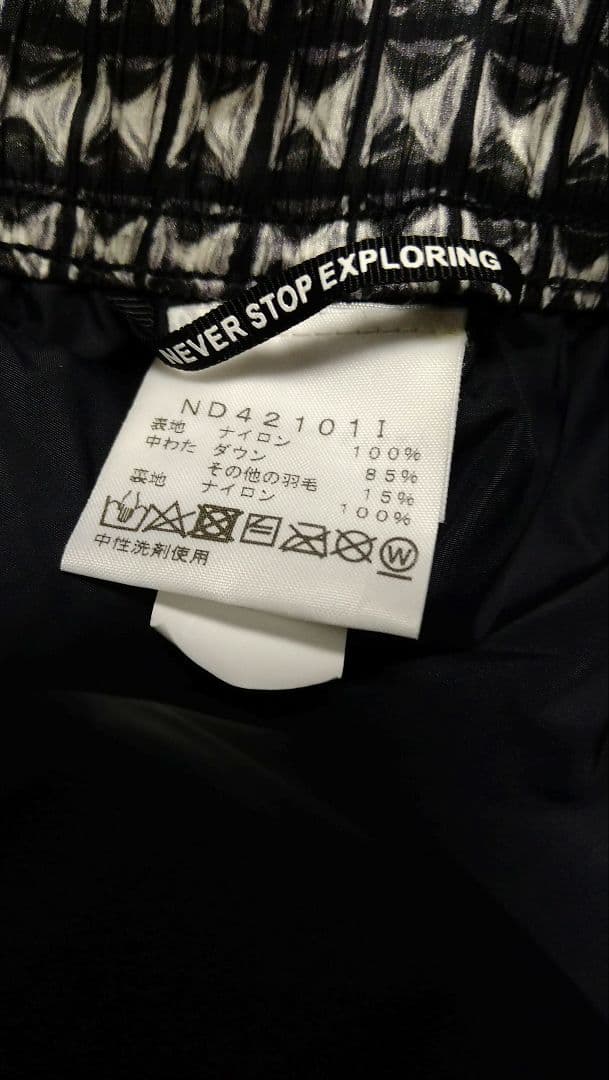 NEVER STOP EXPLORING
ND42101I
表地 ナイロン 100%
中わた ダウン 85%
その他の羽毛 15%
裏地 ナイロン 100%
W
中性洗剤使用